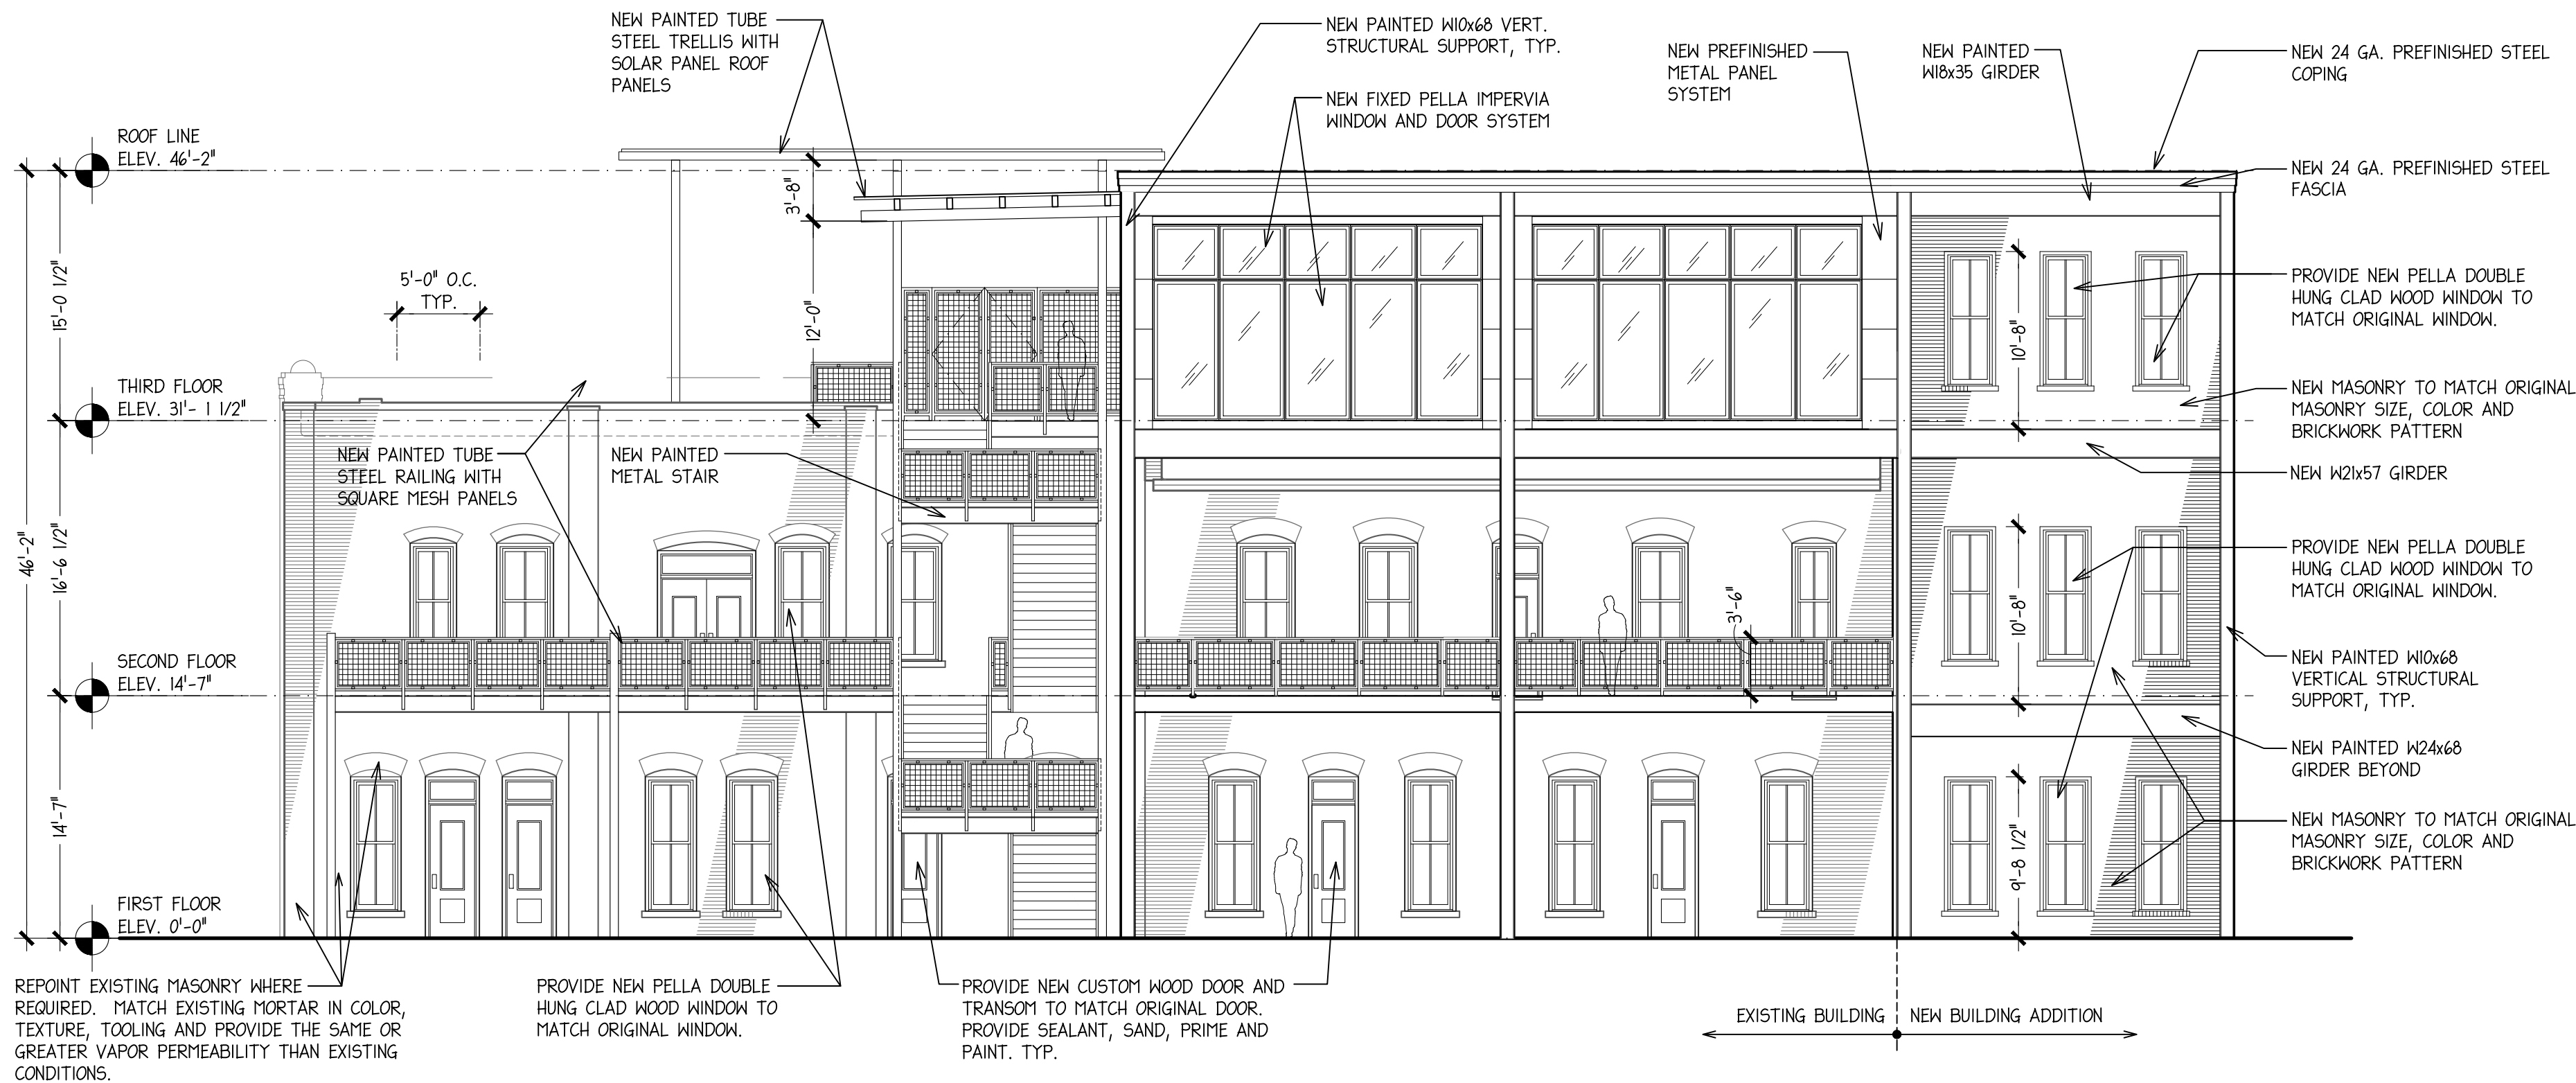 NEW PAINTED TUBE
STEEL TRELLIS WITH
SOLAR PANEL ROOF
PANELS
NEW PAINTED W10x68 VERT.
STRUCTURAL SUPPORT, TYP.
NEW FIXED PELLA IMPERVIA
WINDOW AND DOOR SYSTEM
NEW PREFINISHED
METAL PANEL
SYSTEM
NEW PAINTED
W18x35 GIRDER
NEW 24 GA. PREFINISHED STEEL
COPING
NEW 24 GA. PREFINISHED STEEL
FASCIA
ROOF LINE
ELEV. 46'-2"
3'-8"
15'-0 1/2"
5'-0" O.C.
TYP.
12'-0"
10'-8"
PROVIDE NEW PELLA DOUBLE
HUNG CLAD WOOD WINDOW TO
MATCH ORIGINAL WINDOW.
THIRD FLOOR
ELEV. 31'- 1 1/2"
NEW MASONRY TO MATCH ORIGINAL
MASONRY SIZE, COLOR AND
BRICKWORK PATTERN
NEW PAINTED TUBE
STEEL RAILING WITH
SQUARE MESH PANELS
NEW PAINTED
METAL STAIR
NEW W21x57 GIRDER
46'-2"
16'-6 1/2"
3'-6"
10'-8"
PROVIDE NEW PELLA DOUBLE
HUNG CLAD WOOD WINDOW TO
MATCH ORIGINAL WINDOW.
SECOND FLOOR
ELEV. 14'-7"
NEW PAINTED W10x68
VERTICAL STRUCTURAL
SUPPORT, TYP.
NEW PAINTED W24x68
GIRDER BEYOND
14'-7"
9'-8 1/2"
NEW MASONRY TO MATCH ORIGINAL
MASONRY SIZE, COLOR AND
BRICKWORK PATTERN
FIRST FLOOR
ELEV. 0'-0"
REPOINT EXISTING MASONRY WHERE
REQUIRED. MATCH EXISTING MORTAR IN COLOR,
TEXTURE, TOOLING AND PROVIDE THE SAME OR
GREATER VAPOR PERMEABILITY THAN EXISTING
CONDITIONS.
PROVIDE NEW PELLA DOUBLE
HUNG CLAD WOOD WINDOW TO
MATCH ORIGINAL WINDOW.
PROVIDE NEW CUSTOM WOOD DOOR AND
TRANSOM TO MATCH ORIGINAL DOOR.
PROVIDE SEALANT, SAND, PRIME AND
PAINT. TYP.
EXISTING BUILDING
NEW BUILDING ADDITION